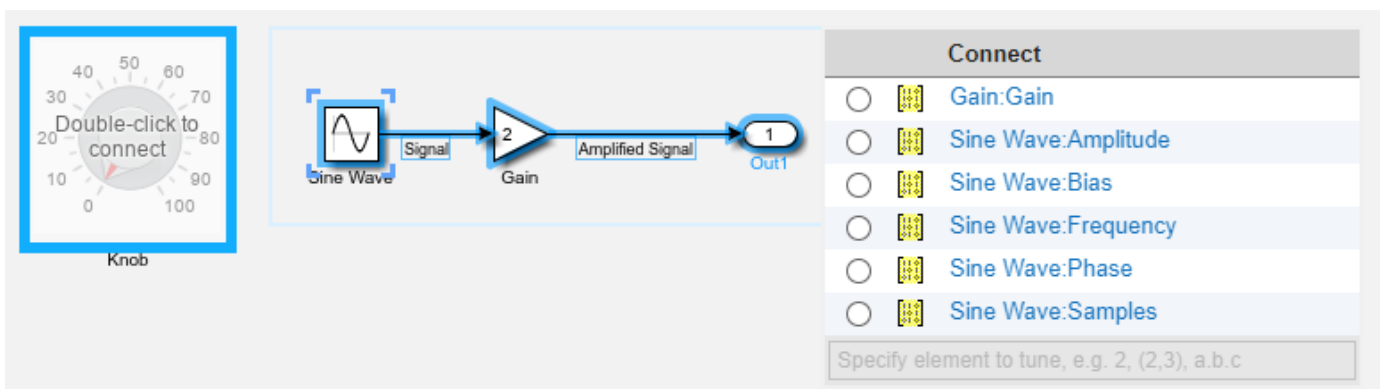 50
40 60
30 70
Double-click to
20 80
connect
10 90
0 100
Knob
2
1
Signal
Amplified Signal
Out1
Sine Wave
Gain
Connect
Gain:Gain
Sine Wave:Amplitude
Sine Wave:Bias
Sine Wave:Frequency
Sine Wave:Phase
Sine Wave:Samples
Specify element to tune, e.g. 2, (2,3), a.b.c